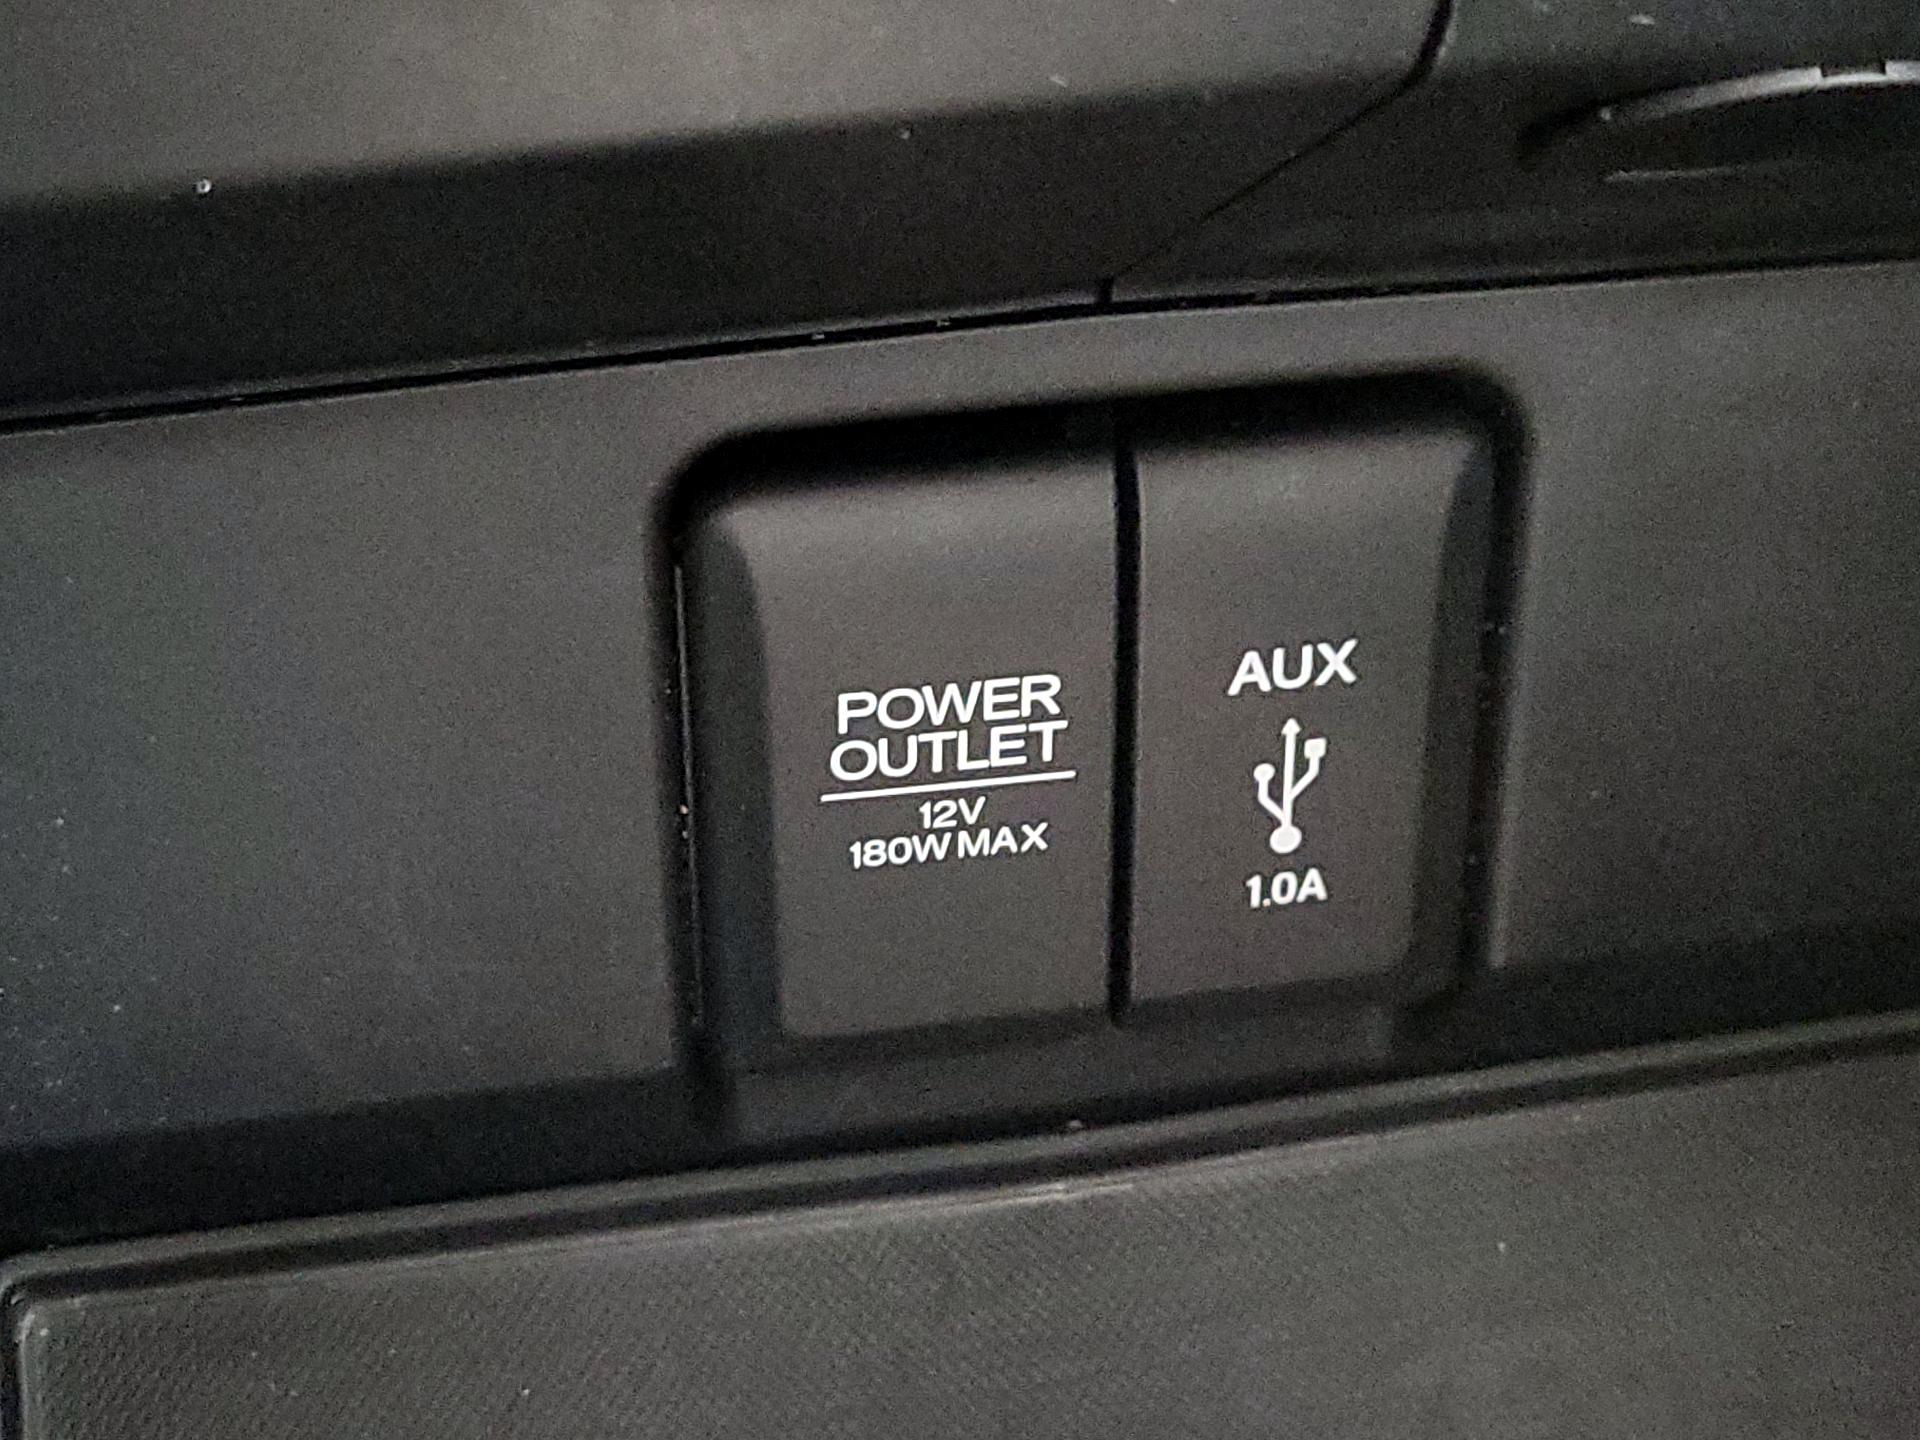 POWER
OUTLET
12V
180W MAX
AUX
1.0A